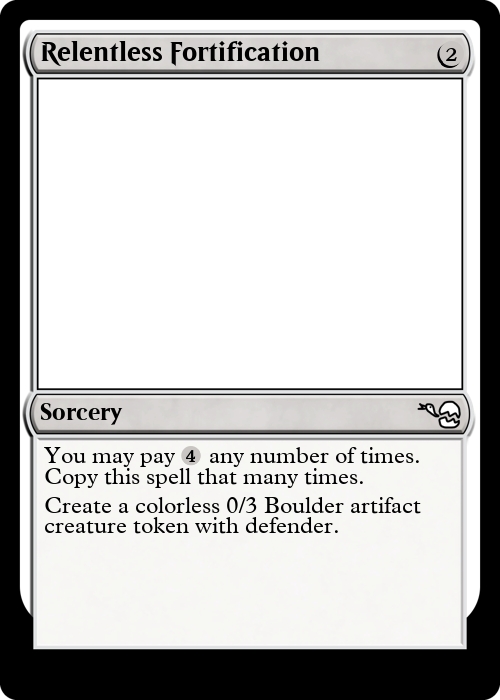 Relentless Fortification 2
Sorcery
You may pay 4 any number of times.
Copy this spell that many times.
Create a colorless 0/3 Boulder artifact
creature token with defender.